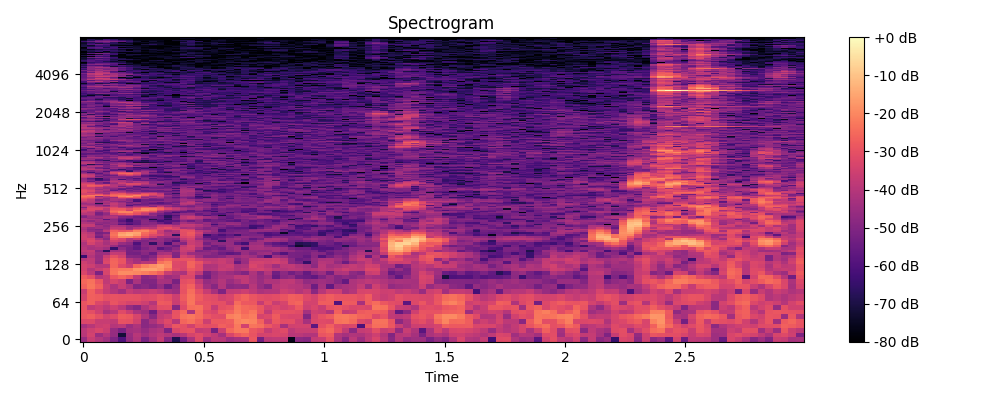 Spectrogram
Hz
4096
2048
1024
512
256
128
64
0
0
0.5
1
1.5
2
2.5
Time
+0 dB
-10 dB
-20 dB
-30 dB
-40 dB
-50 dB
-60 dB
-70 dB
-80 dB